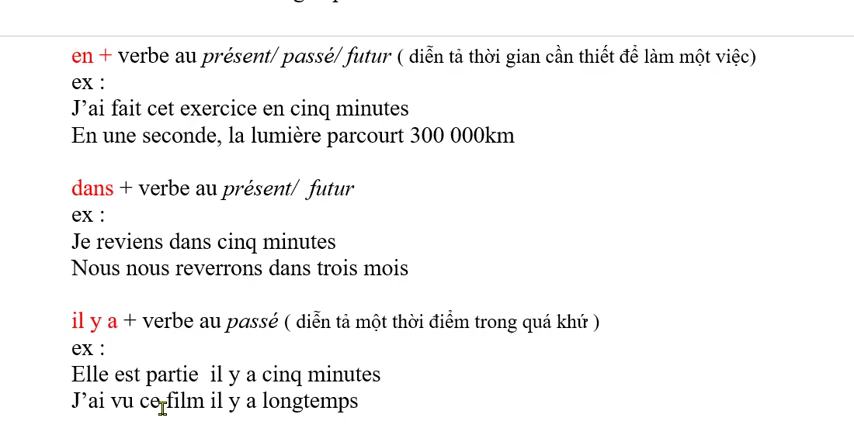 en + verbe au présent/ passé/ futur ( diễn tả thời gian cần thiết để làm một việc)
ex :
J'ai fait cet exercice en cinq minutes
En une seconde, la lumière parcourt 300 000km
dans + verbe au présent/ futur
ex :
Je reviens dans cinq minutes
Nous nous reverrons dans trois mois
il y a + verbe au passé ( diễn tả một thời điểm trong quá khứ )
ex :
Elle est partie il y a cinq minutes
J'ai vu ce film il y a longtemps